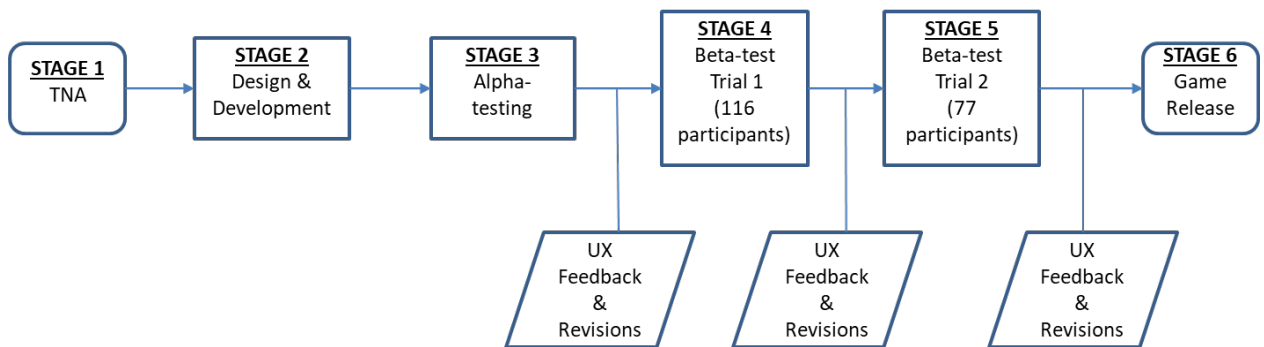 STAGE 1
TNA
STAGE 2
Design &
Development
STAGE 3
Alpha-
testing
STAGE 4
Beta-test
Trial 1
(116
participants)
STAGE 5
Beta-test
Trial 2
(77
participants)
STAGE 6
Game
Release
UX
Feedback
&
Revisions
UX
Feedback
&
Revisions
UX
Feedback
&
Revisions